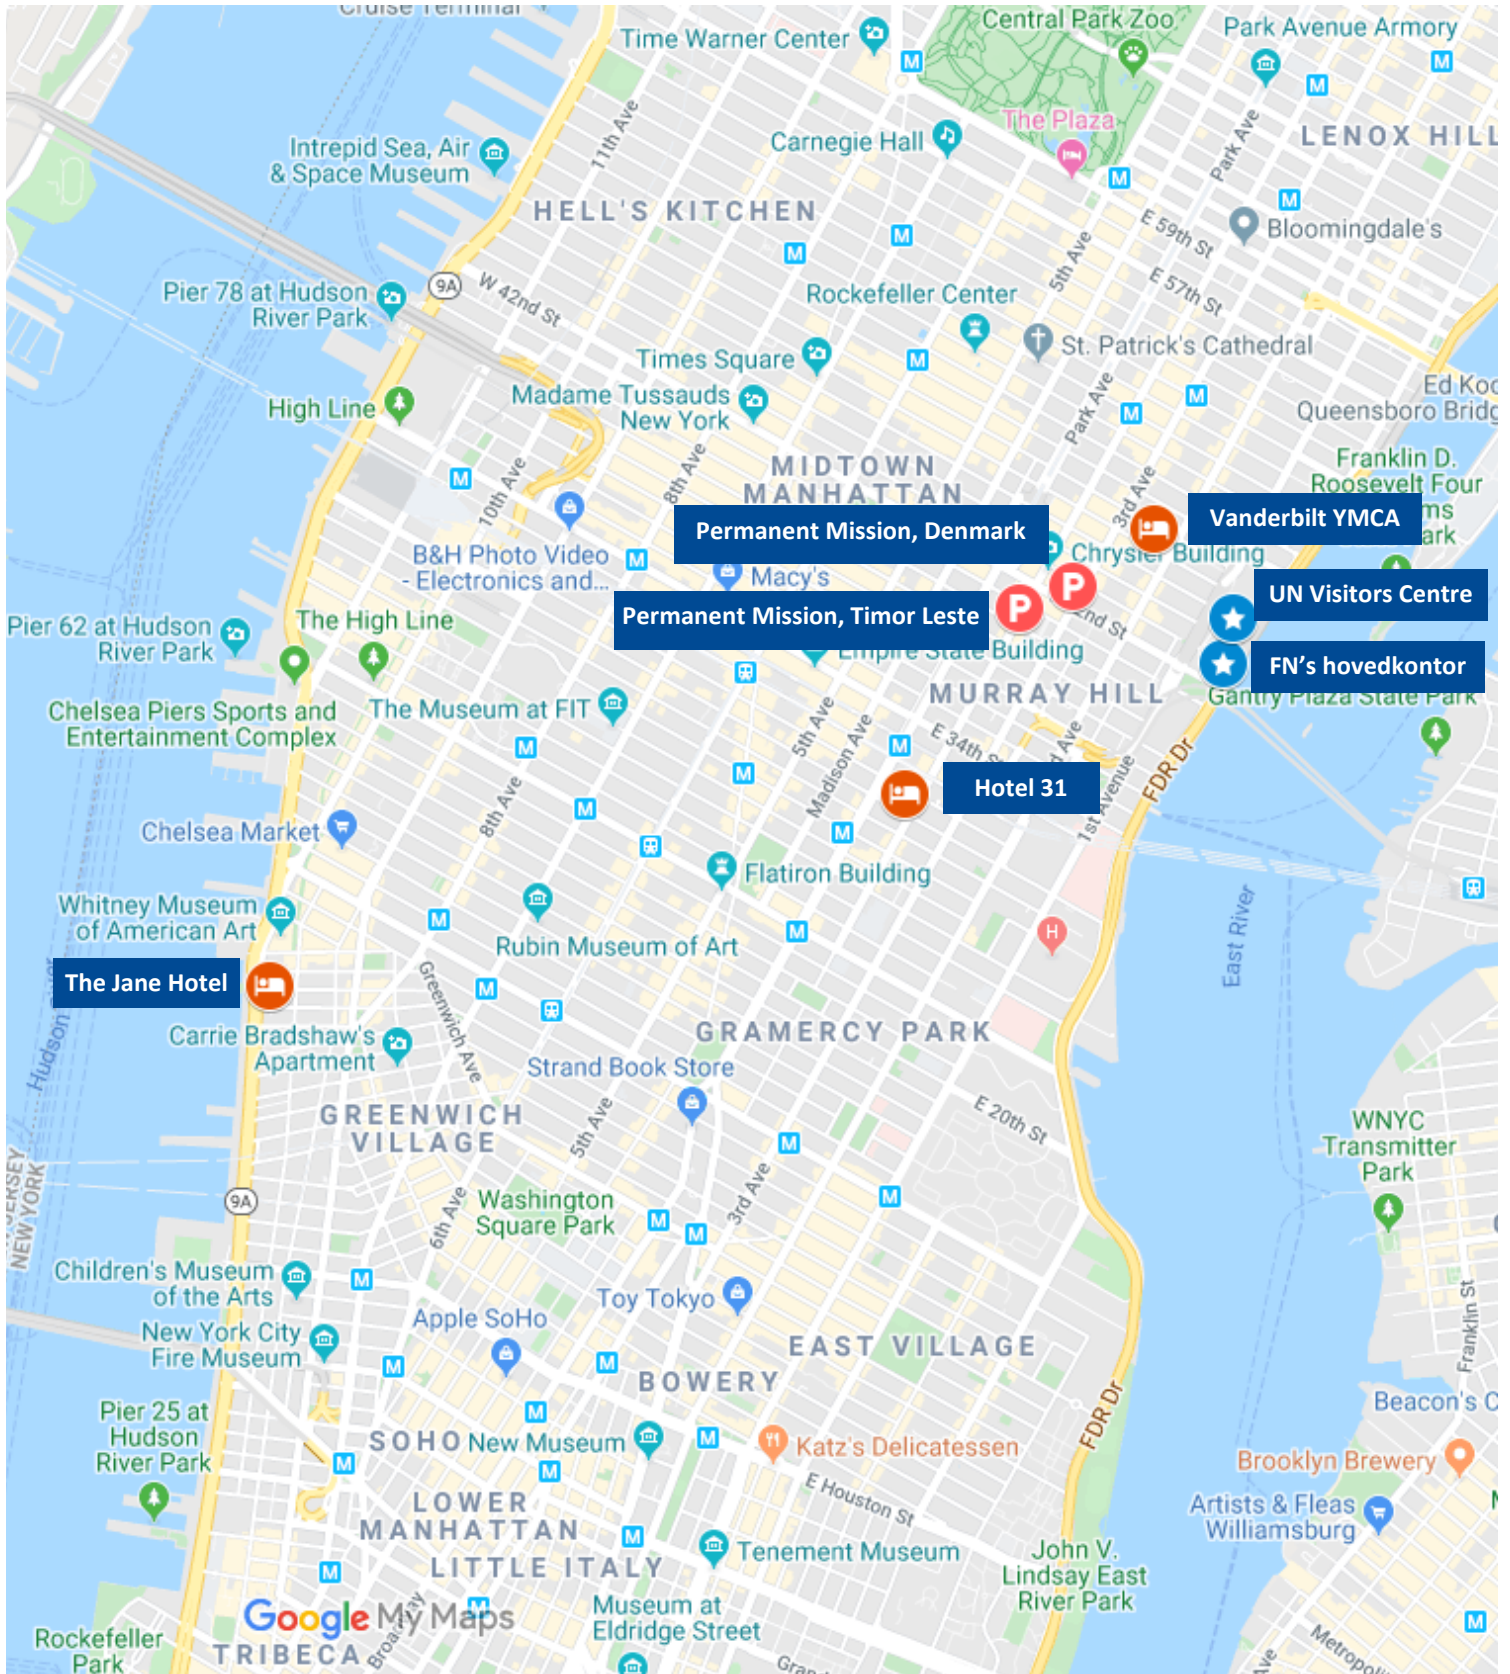 Cruise Terminal
Time Warner Center
Central Park Zoo
Park Avenue Armory
M
M
M
The Plaza
LENOX HILL
Carnegie Hall
11th Ave
Park Ave
Intrepid Sea, Air
& Space Museum
M
M
HELL'S KITCHEN
E 59th St
Bloomingdale's
M
M
5th Ave
9A
W 42nd St
E 57th St
Pier 78 at Hudson
River Park
Rockefeller Center
Times Square
M
St. Patrick's Cathedral
Madame Tussauds
New York
High Line
Park Ave
M
M
Ed Koc
Queensboro Bridg
MIDTOWN
MANHATTAN
Franklin D.
Roosevelt Four
ms
ark
M
10th Ave
8th Ave
3rd Ave
Permanent Mission, Denmark
Vanderbilt YMCA
B&H Photo Video
- Electronics and...
M
Macy's
Chrysler Building
P
P
UN Visitors Centre
Permanent Mission, Timor Leste
2nd St
Pier 62 at Hudson
River Park
The High Line
Empire State Building
FN's hovedkontor
MURRAY HILL
Gantry Plaza State Park
Chelsea Piers Sports and
Entertainment Complex
The Museum at FIT
M
5th Ave
Madison Ave
M
E 34th St
d Ave
FDR Dr
M
Hotel 31
8th Ave
M
M
1st Avenue
Chelsea Market
Flatiron Building
Whitney Museum
of American Art
M
M
H
Rubin Museum of Art
East River
The Jane Hotel
Greenwich Ave
M
Hudson
Carrie Bradshaw's
Apartment
GRAMERCY PARK
Strand Book Store
GREENWICH
VILLAGE
5th Ave
E 20th St
M
WNYC
Transmitter
Park
JERSEY
NEW YORK
9A
6th Ave
Washington
Square Park
3rd Ave
M
M
M
Children's Museum
of the Arts
M
Toy Tokyo
New York City
Fire Museum
Apple SoHo
M
M
EAST VILLAGE
Franklin St
BOWERY
FDR Dr
Beacon's C
Pier 25 at
Hudson
River Park
M
SOHO
New Museum
M
Katz's Delicatessen
Brooklyn Brewery
M
M
E Houston St
LOWER
MANHATTAN
M
Artists & Fleas
Williamsburg
LITTLE ITALY
Tenement Museum
John V.
Lindsay East
River Park
M
Google My Maps
M
Museum at
Eldridge Street
M
Rockefeller
Park
TRIBECA
Broadway
Gran
Ave
Metropoli